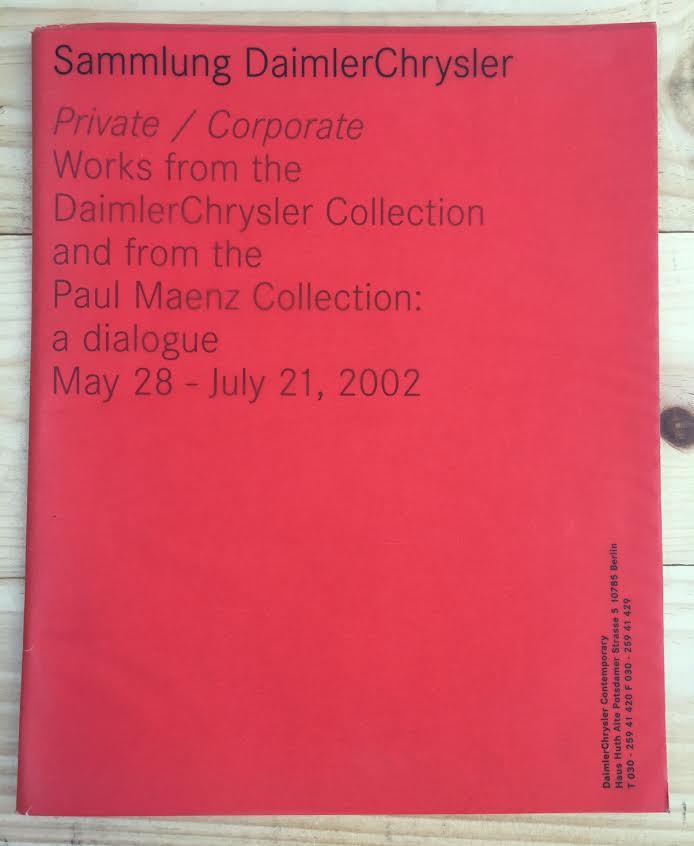 Sammlung DaimlerChrysler
Private / Corporate
Works from the
DaimlerChrysler Collection
and from the
Paul Maenz Collection:
a dialogue
May 28 – July 21, 2002
DaimlerChrysler Contemporary
Haus Huth Alte Potsdamer Strasse 5 10785 Berlin
T 030 - 259 41 420 F 030 - 259 41 429